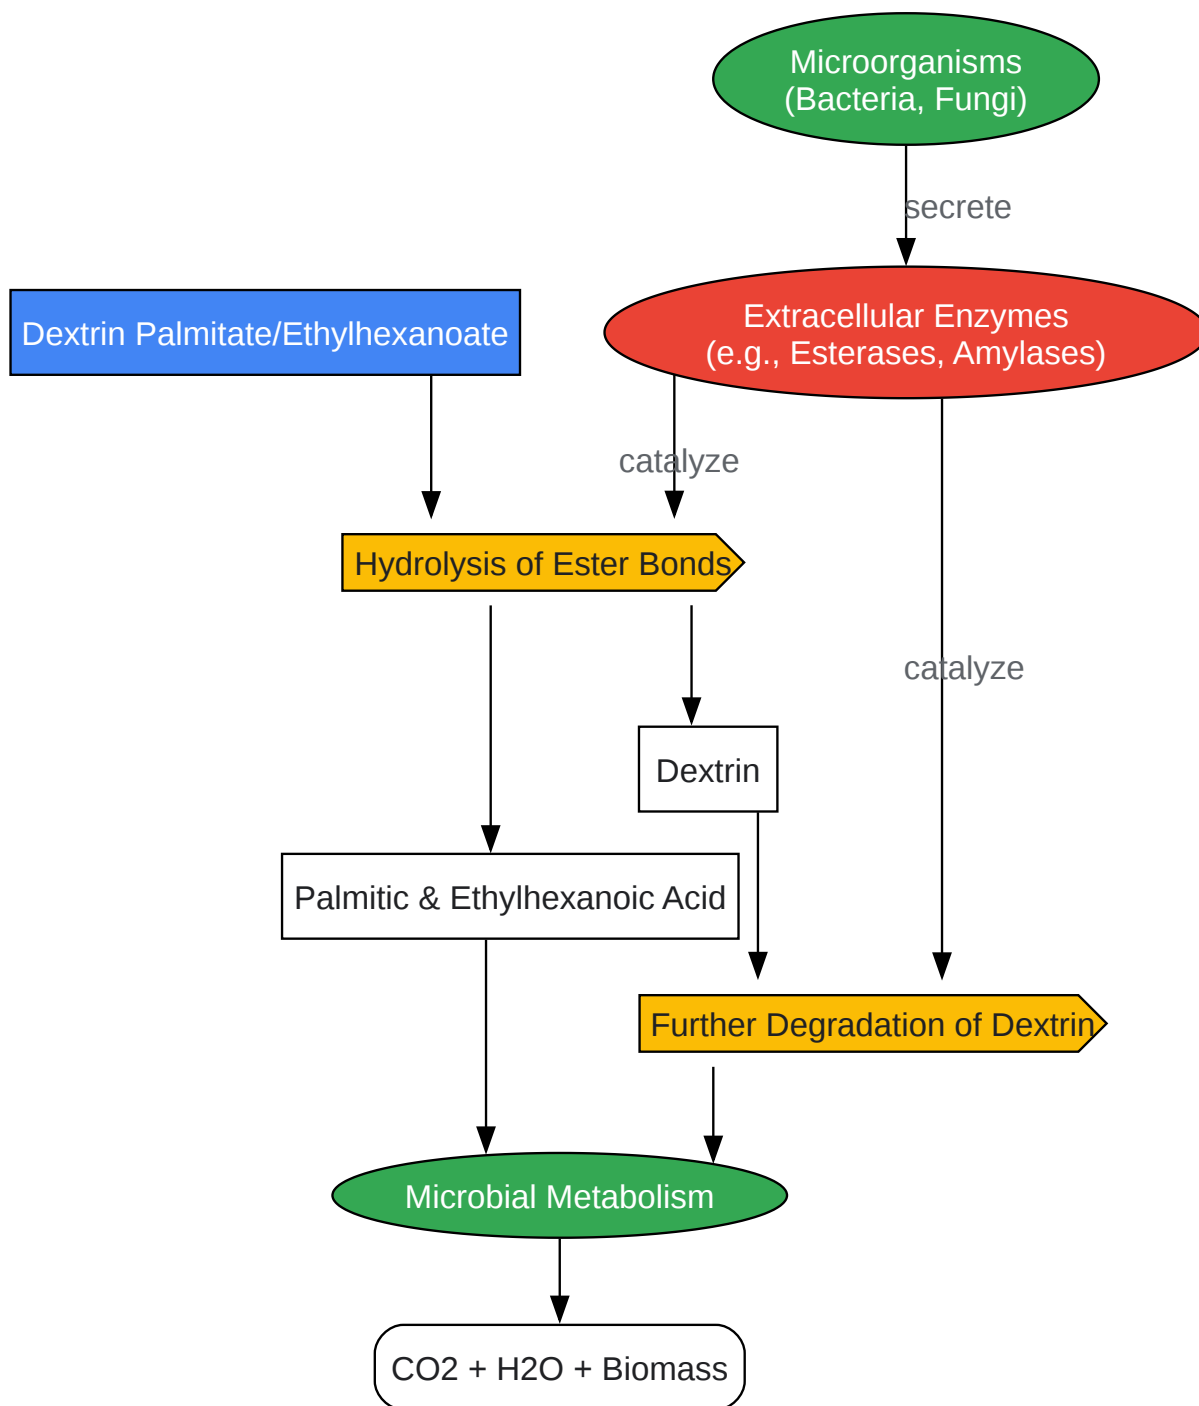 Microorganisms
(Bacteria, Fungi)
secrete
Dextrin Palmitate/Ethylhexanoate
Extracellular Enzymes
(e.g., Esterases, Amylases)
catalyze
Hydrolysis of Ester Bonds
catalyze
Dextrin
Palmitic & Ethylhexanoic Acid
Further Degradation of Dextrin
Microbial Metabolism
CO2 + H2O + Biomass